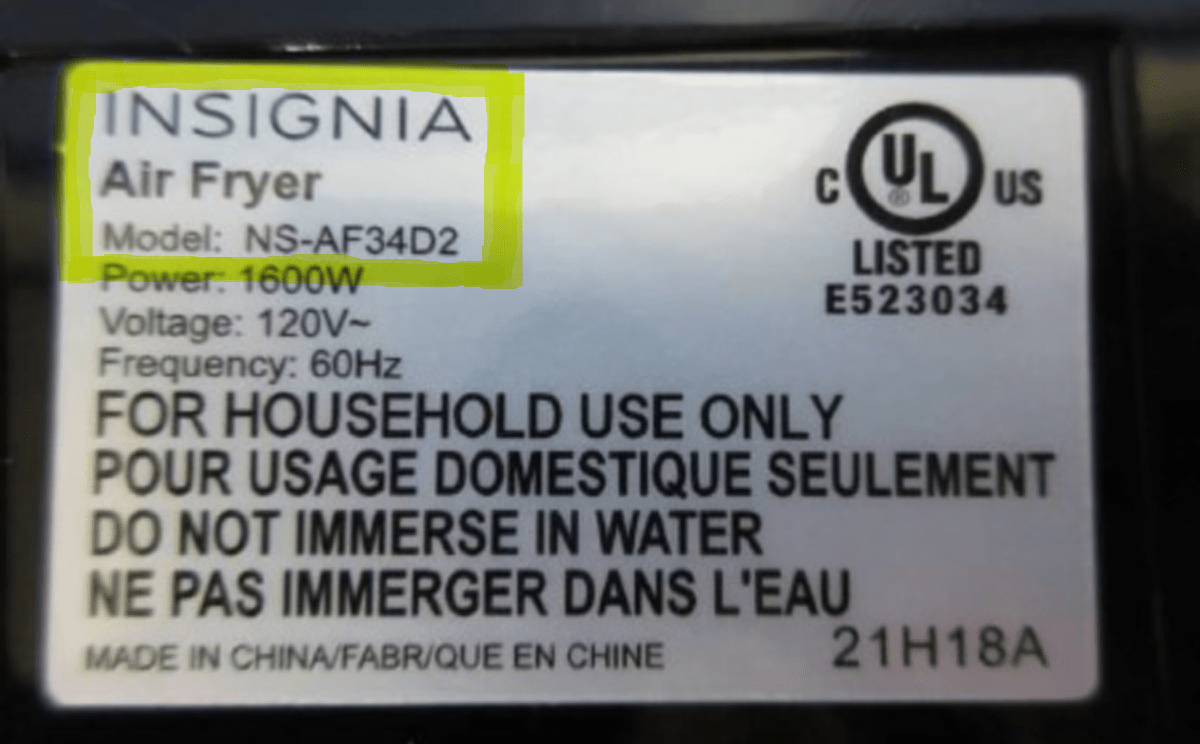 INSIGNIA
Air Fryer
Model: NS-AF34D2
Power: 1600W
Voltage: 120V~
Frequency: 60Hz
C UL® US
LISTED
E523034
FOR HOUSEHOLD USE ONLY
POUR USAGE DOMESTIQUE SEULEMENT
DO NOT IMMERSE IN WATER
NE PAS IMMERGER DANS L'EAU
MADE IN CHINA/FABR/QUE EN CHINE
21H18A